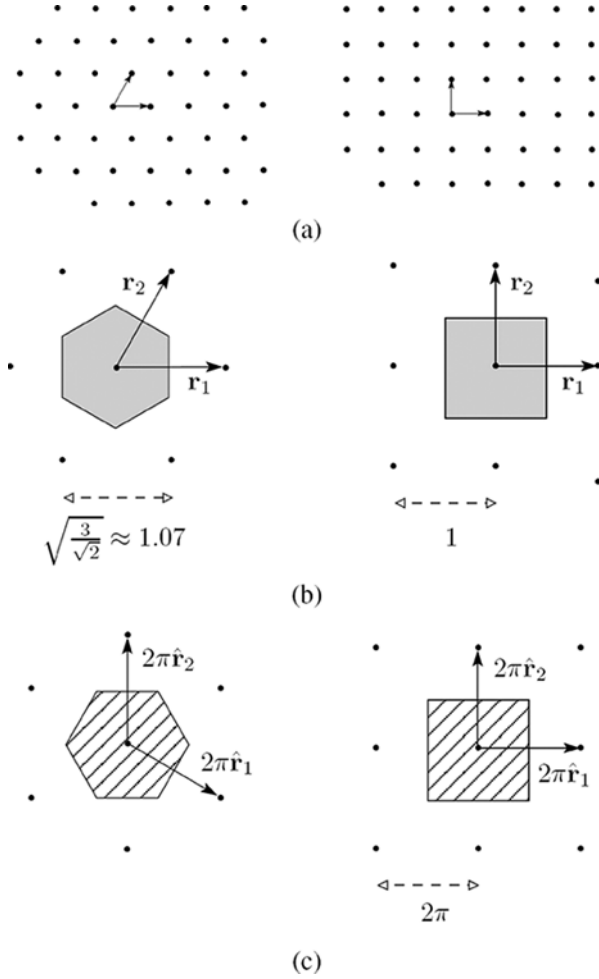 (a)
r₂ r₂
r₁ r₁
√(3/√2) ≈ 1.07 1
(b)
2πr̂₂ 2πr̂₂
2πr̂₁ 2πr̂₁
2π
(c)